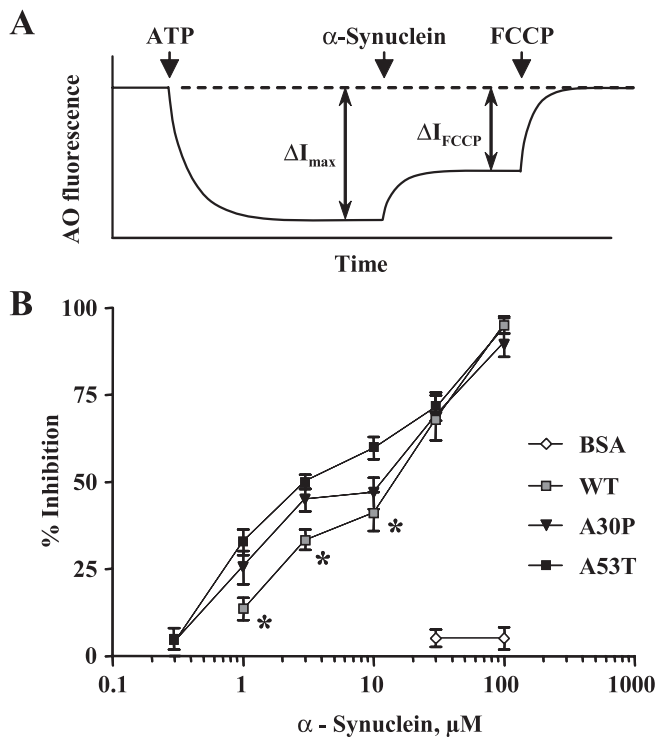 A
ATP
α-Synuclein
FCCP
AO fluorescence
ΔImax
ΔIFCCP
Time
B
% Inhibition
100
75
50
25
0
*
*
*
BSA
WT
A30P
A53T
0.1
1
10
100
1000
α - Synuclein, μM